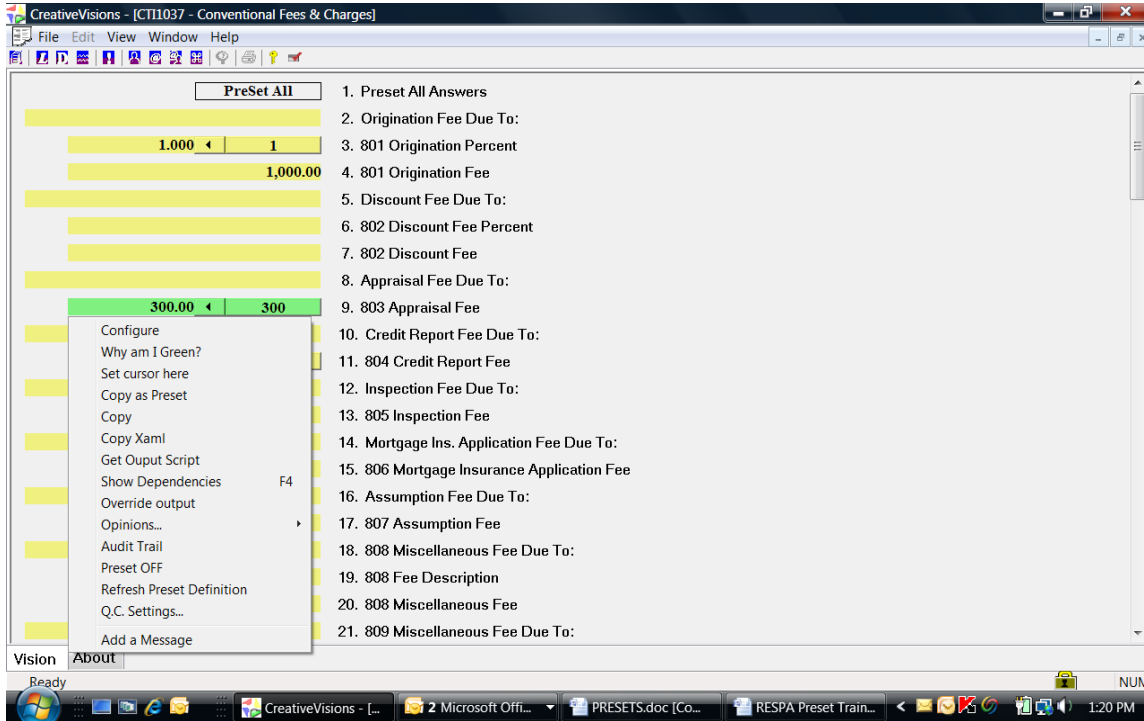 CreativeVisions - [CTI1037 - Conventional Fees & Charges]
File Edit View Window Help
PreSet All 1. Preset All Answers
2. Origination Fee Due To:
1.000 1 3. 801 Origination Percent
1,000.00 4. 801 Origination Fee
5. Discount Fee Due To:
6. 802 Discount Fee Percent
7. 802 Discount Fee
8. Appraisal Fee Due To:
300.00 300 9. 803 Appraisal Fee
10. Credit Report Fee Due To:
11. 804 Credit Report Fee
12. Inspection Fee Due To:
13. 805 Inspection Fee
14. Mortgage Ins. Application Fee Due To:
15. 806 Mortgage Insurance Application Fee
16. Assumption Fee Due To:
17. 807 Assumption Fee
18. 808 Miscellaneous Fee Due To:
19. 808 Fee Description
20. 808 Miscellaneous Fee
21. 809 Miscellaneous Fee Due To:
Configure
Why am I Green?
Set cursor here
Copy as Preset
Copy
Copy Xaml
Get Ouput Script
Show Dependencies F4
Override output
Opinions...
Audit Trail
Preset OFF
Refresh Preset Definition
Q.C. Settings...
Add a Message
Vision About
Ready NUM
CreativeVisions - [... 2 Microsoft Offi... PRESETS.doc [Co... RESPA Preset Train... 1:20 PM